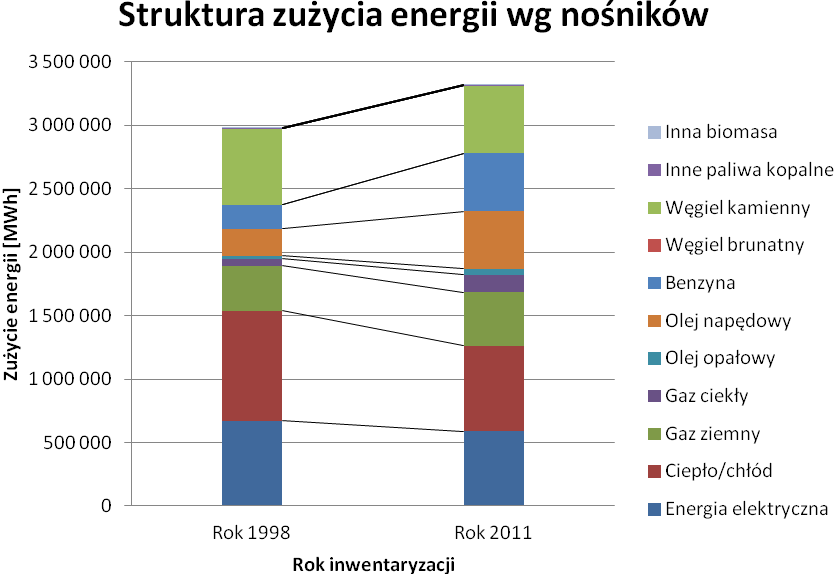 Struktura zużycia energii wg nośników
3 500 000
3 000 000
2 500 000
2 000 000
1 500 000
1 000 000
500 000
0
Zużycie energii [MWh]
Rok 1998
Rok 2011
Rok inwentaryzacji
Inna biomasa
Inne paliwa kopalne
Węgiel kamienny
Węgiel brunatny
Benzyna
Olej napędowy
Olej opałowy
Gaz ciekły
Gaz ziemny
Ciepło/chłód
Energia elektryczna